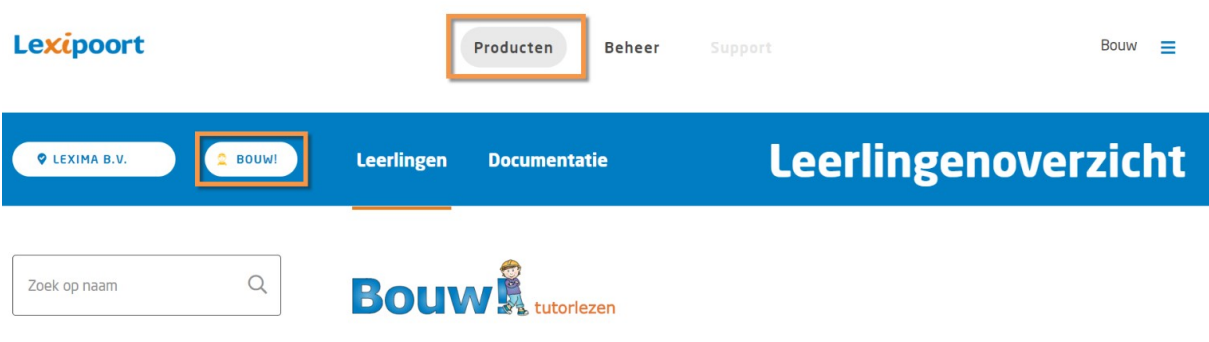 Lexipoort Producten Beheer Support Bouw
LEXIMA B.V. BOUW! Leerlingen Documentatie Leerlingenoverzicht
Zoek op naam
Bouw! tutorlezen